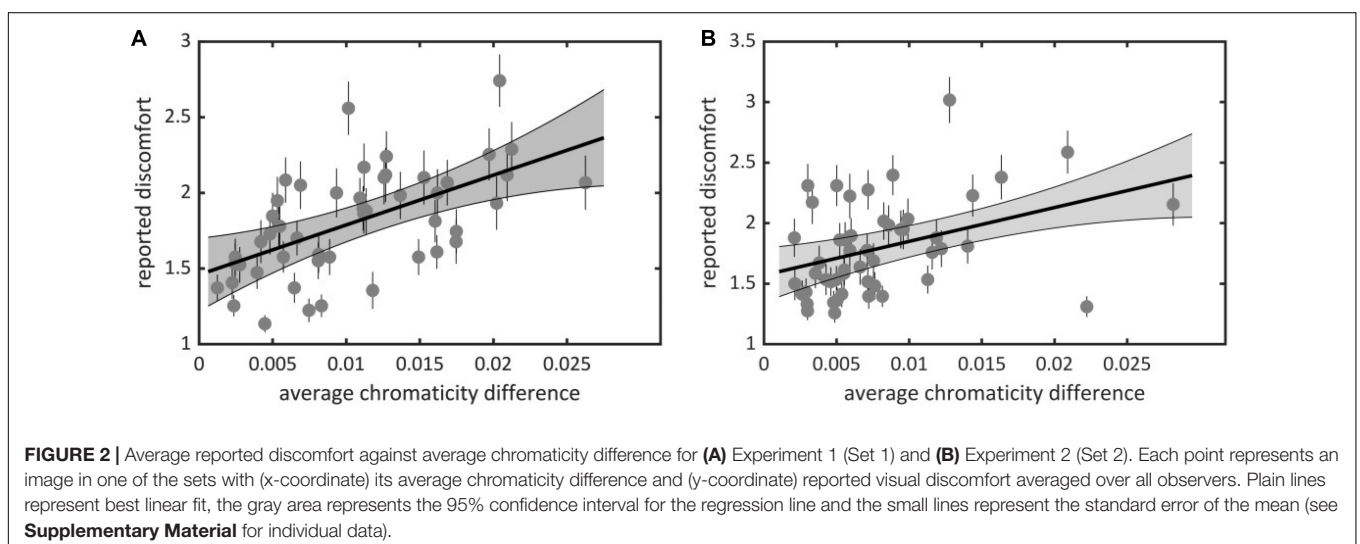 A
B
3
2.5
2
1.5
1
reported discomfort
0
0.005
0.01
0.015
0.02
0.025
average chromaticity difference
3.5
3
2.5
2
1.5
1
reported discomfort
0
0.005
0.01
0.015
0.02
0.025
average chromaticity difference
FIGURE 2 | Average reported discomfort against average chromaticity difference for (A) Experiment 1 (Set 1) and (B) Experiment 2 (Set 2). Each point represents an
image in one of the sets with (x-coordinate) its average chromaticity difference and (y-coordinate) reported visual discomfort averaged over all observers. Plain lines
represent best linear fit, the gray area represents the 95% confidence interval for the regression line and the small lines represent the standard error of the mean (see
Supplementary Material for individual data).